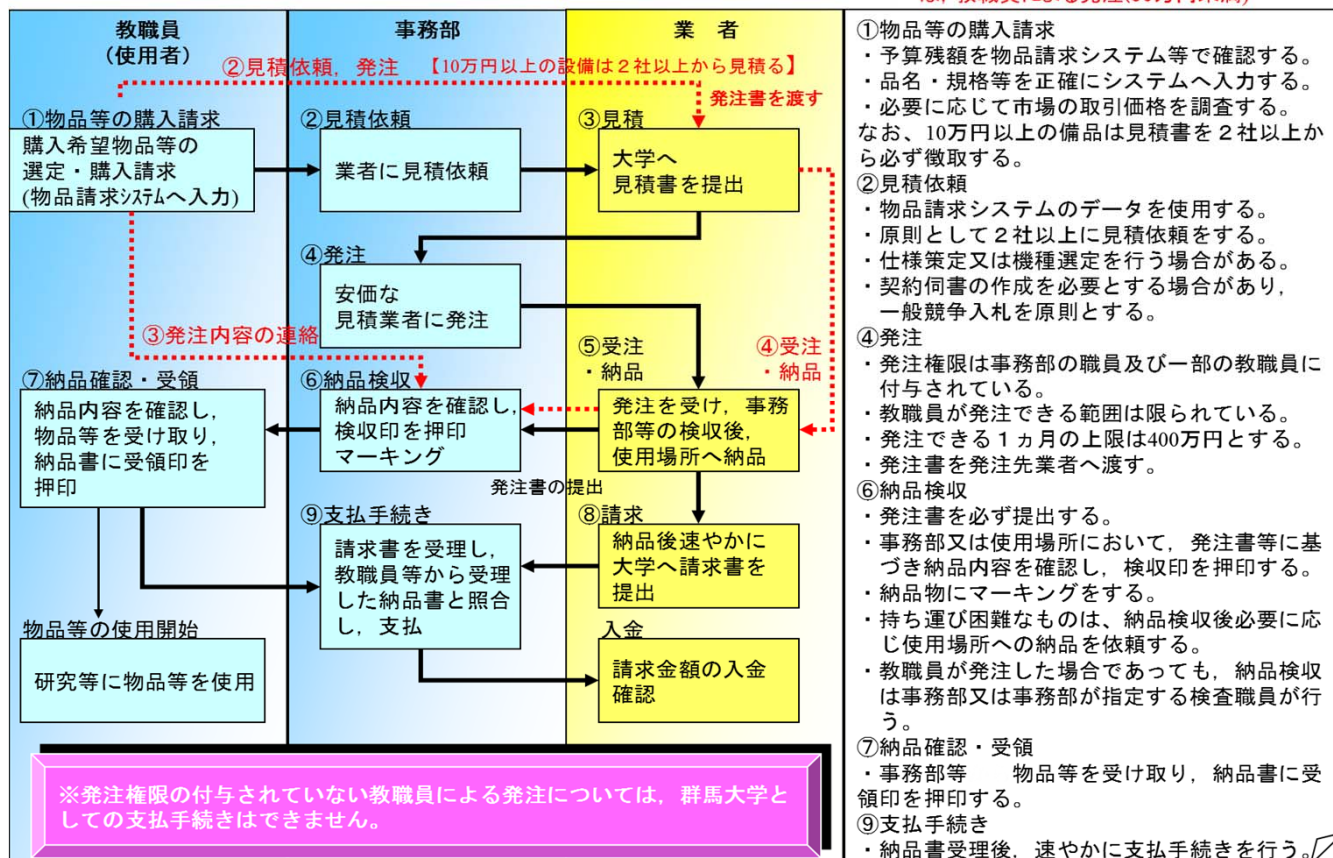 教職員
(使用者)
事務部
業 者
②見積依頼，発注 【10万円以上の設備は２社以上から見積る】
発注書を渡す
①物品等の購入請求
購入希望物品等の
選定・購入請求
(物品請求ｼｽﾃﾑへ入力)
②見積依頼
業者に見積依頼
③見積
大学へ
見積書を提出
④発注
安価な
見積業者に発注
③発注内容の連絡
⑤受注
・納品
④受注
・納品
⑦納品確認・受領
納品内容を確認し，
物品等を受け取り，
納品書に受領印を
押印
⑥納品検収
納品内容を確認し，
検収印を押印
マーキング
発注を受け，事務
部等の検収後，
使用場所へ納品
発注書の提出
⑨支払手続き
請求書を受理し，
教職員等から受理
した納品書と照合
し，支払
⑧請求
納品後速やかに
大学へ請求書を
提出
物品等の使用開始
研究等に物品等を使用
入金
請求金額の入金
確認
※発注権限の付与されていない教職員による発注については，群馬大学と
しての支払手続きはできません。
①物品等の購入請求
・予算残額を物品請求システム等で確認する。
・品名・規格等を正確にシステムへ入力する。
・必要に応じて市場の取引価格を調査する。
なお、10万円以上の備品は見積書を２社以上か
ら必ず徴取する。
②見積依頼
・物品請求システムのデータを使用する。
・原則として２社以上に見積依頼をする。
・仕様策定又は機種選定を行う場合がある。
・契約伺書の作成を必要とする場合があり，
一般競争入札を原則とする。
④発注
・発注権限は事務部の職員及び一部の教職員に
付与されている。
・教職員が発注できる範囲は限られている。
・発注できる１ヵ月の上限は400万円とする。
・発注書を発注先業者へ渡す。
⑥納品検収
・発注書を必ず提出する。
・事務部又は使用場所において，発注書等に基
づき納品内容を確認し，検収印を押印する。
・納品物にマーキングをする。
・持ち運び困難なものは、納品検収後必要に応
じ使用場所への納品を依頼する。
・教職員が発注した場合であっても，納品検収
は事務部又は事務部が指定する検査職員が行
う。
⑦納品確認・受領
・事務部等　　物品等を受け取り，納品書に受
領印を押印する。
⑨支払手続き
・納品書受理後，速やかに支払手続きを行う。